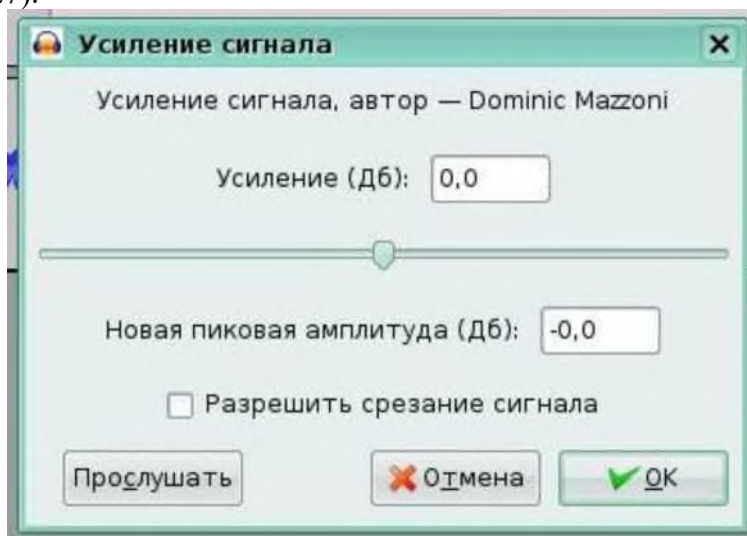 7).
Усиление сигнала
Усиление сигнала, автор — Dominic Mazzoni
Усиление (Дб): 0,0
Новая пиковая амплитуда (Дб): -0,0
Разрешить срезание сигнала
Прослушать Отмена OK